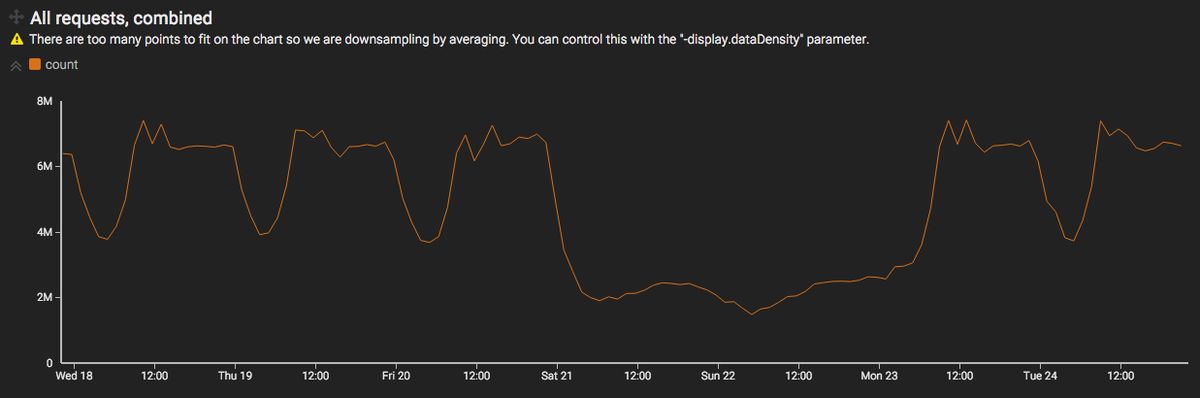 All requests, combined
There are too many points to fit on the chart so we are downsampling by averaging. You can control this with the "-display.dataDensity" parameter.
count
8M
6M
4M
2M
0
Wed 18 12:00 Thu 19 12:00 Fri 20 12:00 Sat 21 12:00 Sun 22 12:00 Mon 23 12:00 Tue 24 12:00